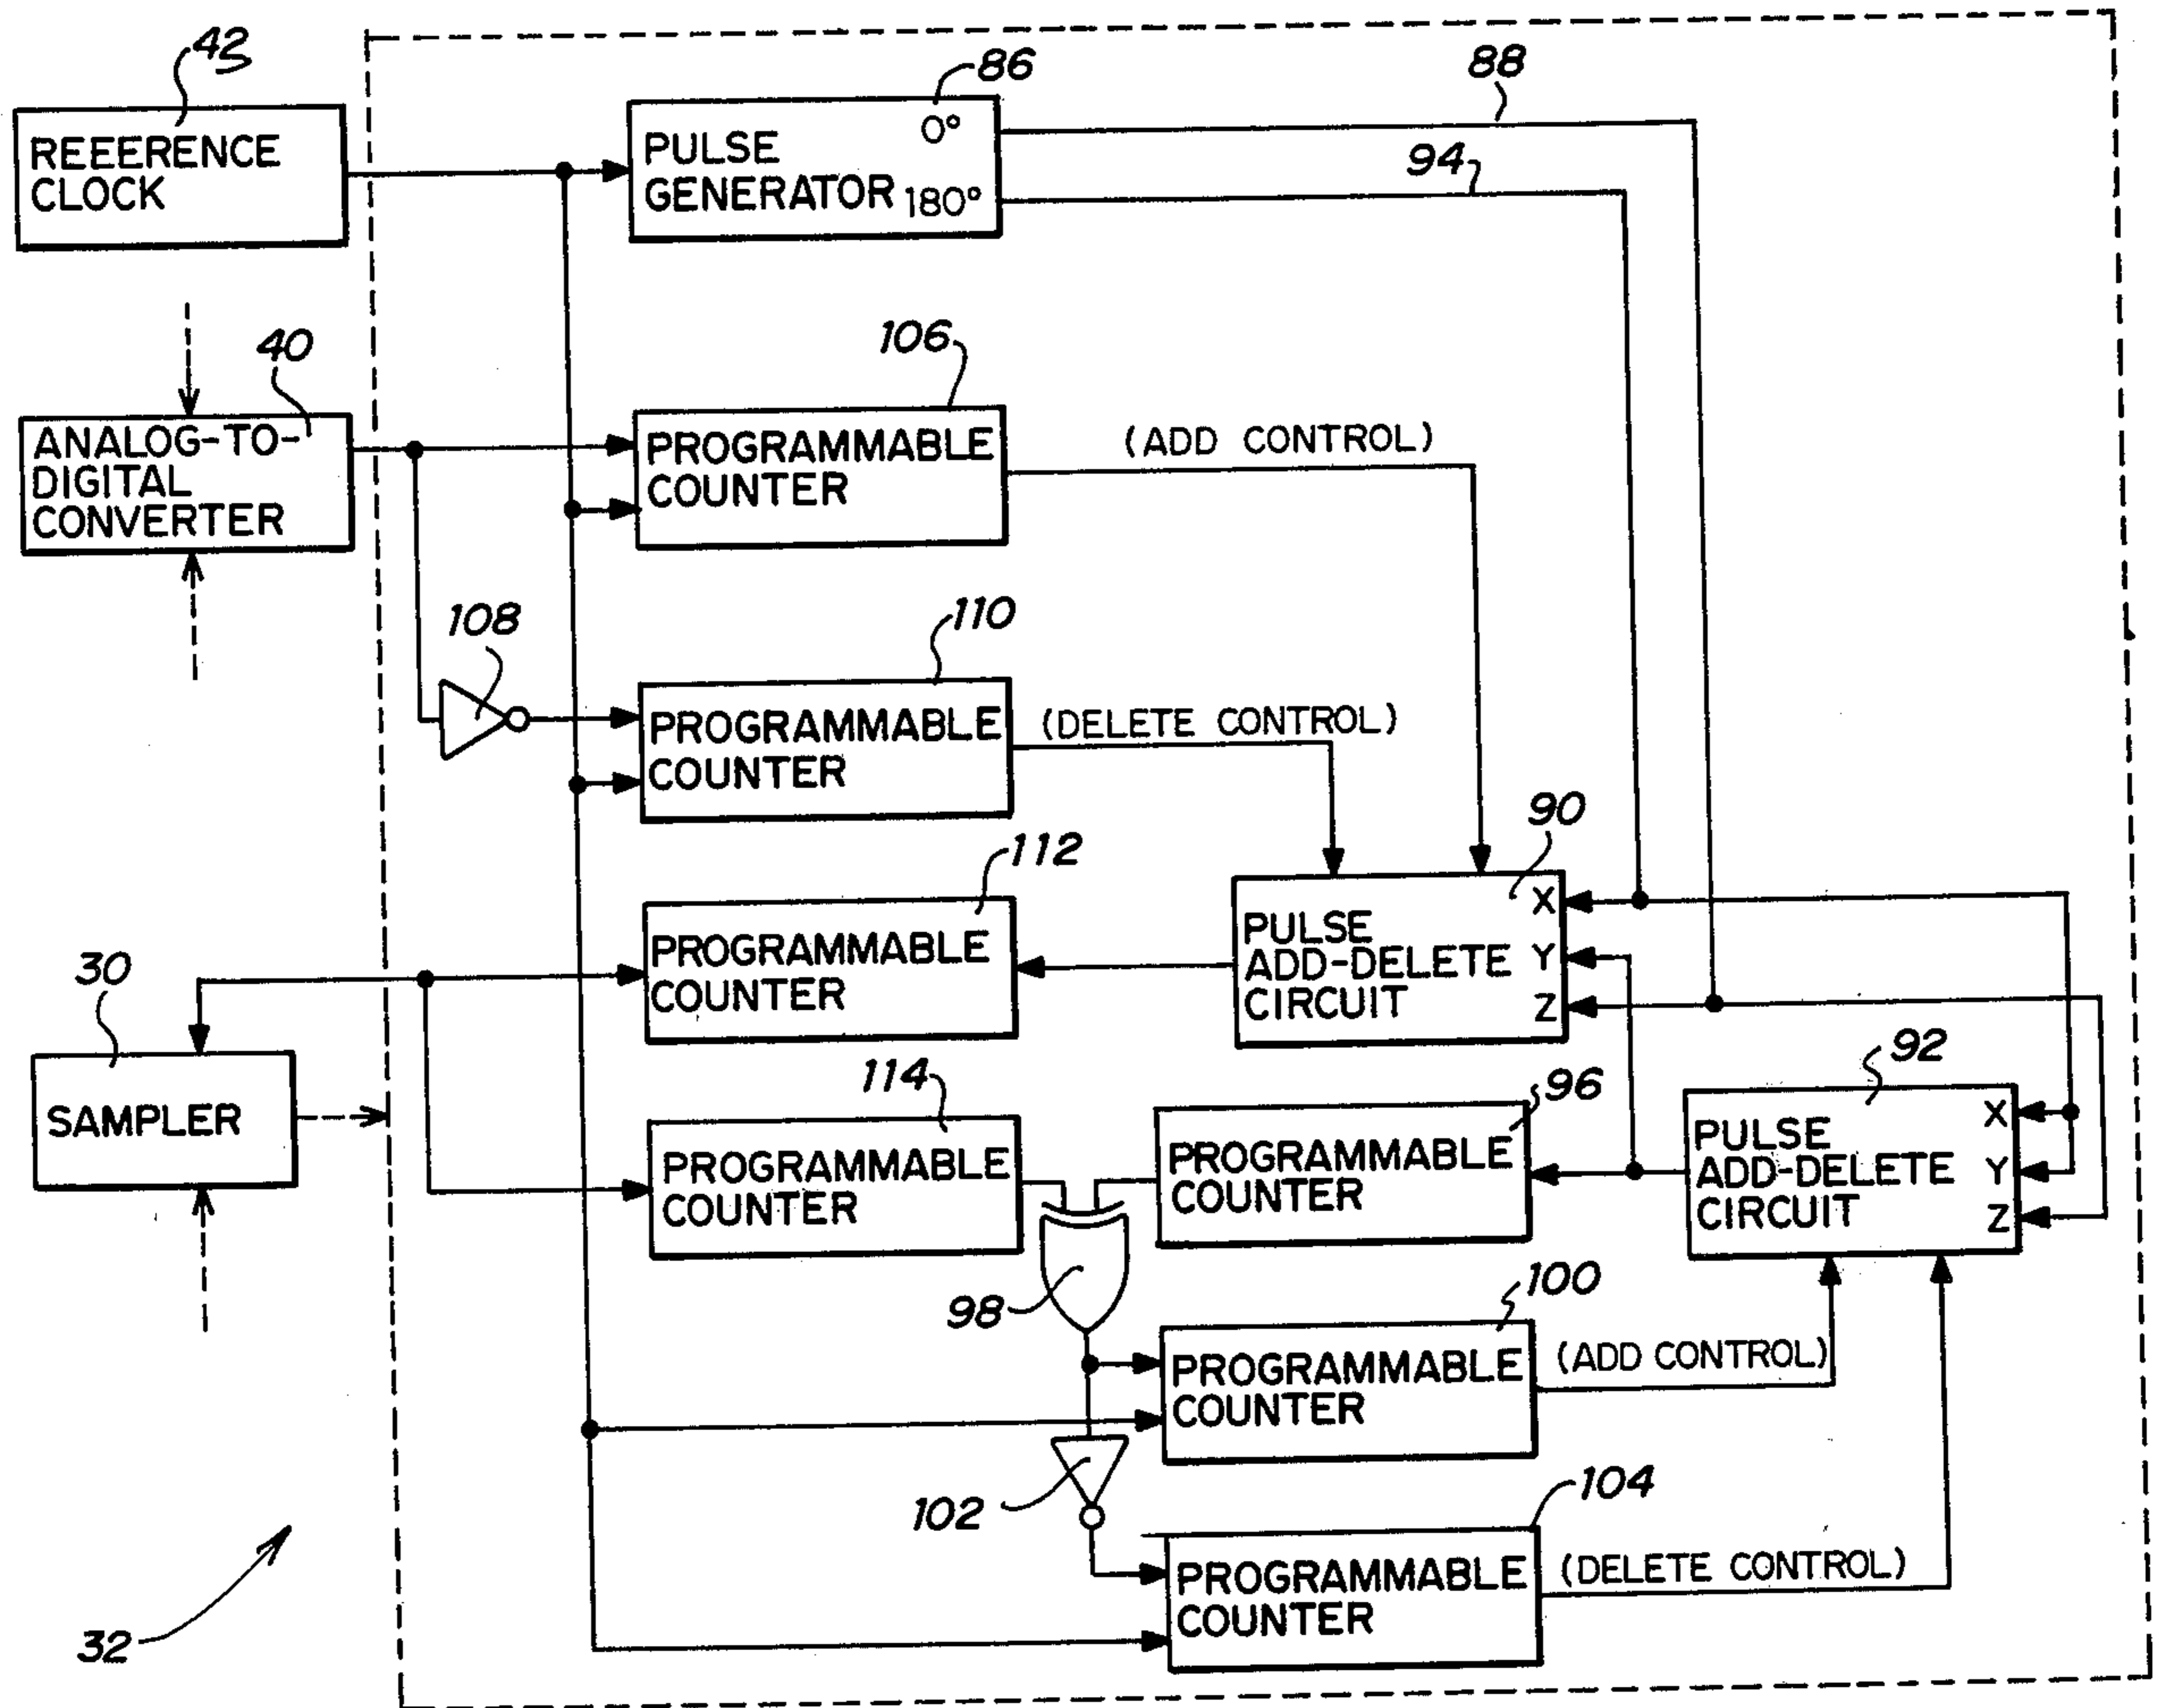 42
REEERENCE
CLOCK
86
PULSE
GENERATOR
0°
180°
88
94
40
ANALOG-TO-
DIGITAL
CONVERTER
106
PROGRAMMABLE
COUNTER
(ADD CONTROL)
108
110
PROGRAMMABLE
COUNTER
(DELETE CONTROL)
112
PROGRAMMABLE
COUNTER
90
PULSE
ADD-DELETE
CIRCUIT
X
Y
Z
30
SAMPLER
114
PROGRAMMABLE
COUNTER
96
PROGRAMMABLE
COUNTER
92
PULSE
ADD-DELETE
CIRCUIT
X
Y
Z
98
100
PROGRAMMABLE
COUNTER
(ADD CONTROL)
102
104
PROGRAMMABLE
COUNTER
(DELETE CONTROL)
32